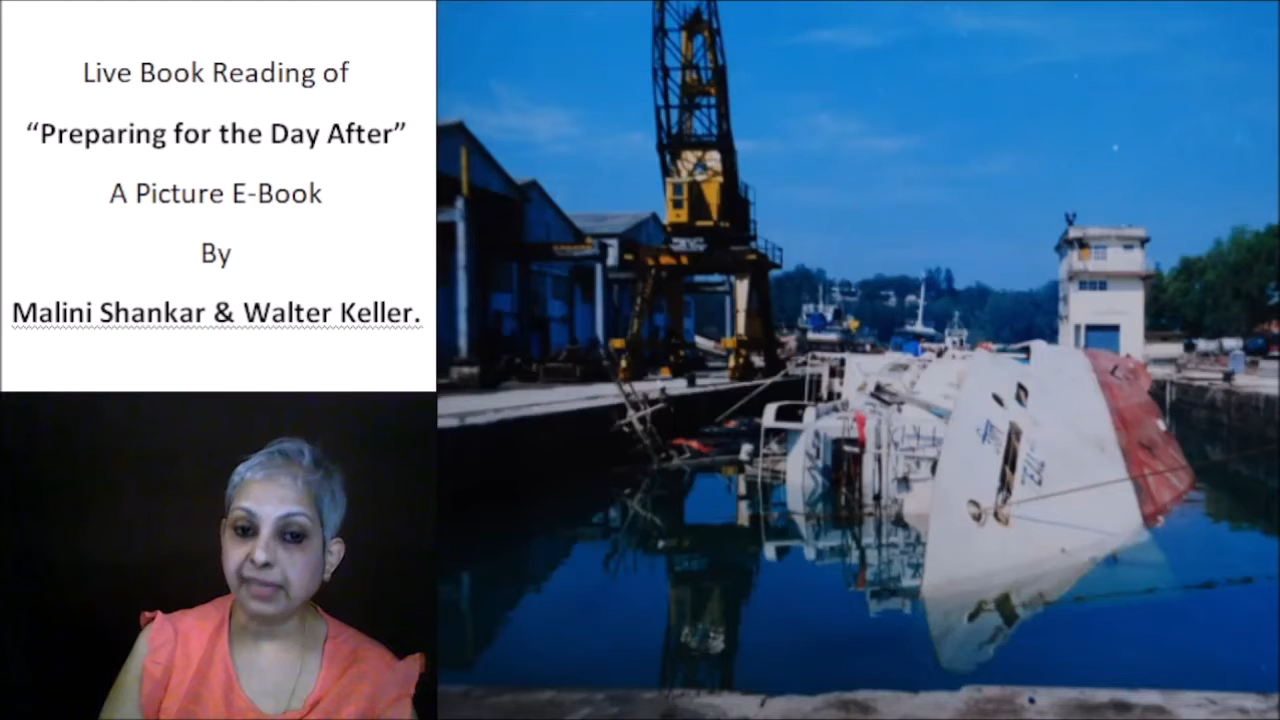 Live Book Reading of
“Preparing for the Day After”
A Picture E-Book
By
Malini Shankar & Walter Keller.